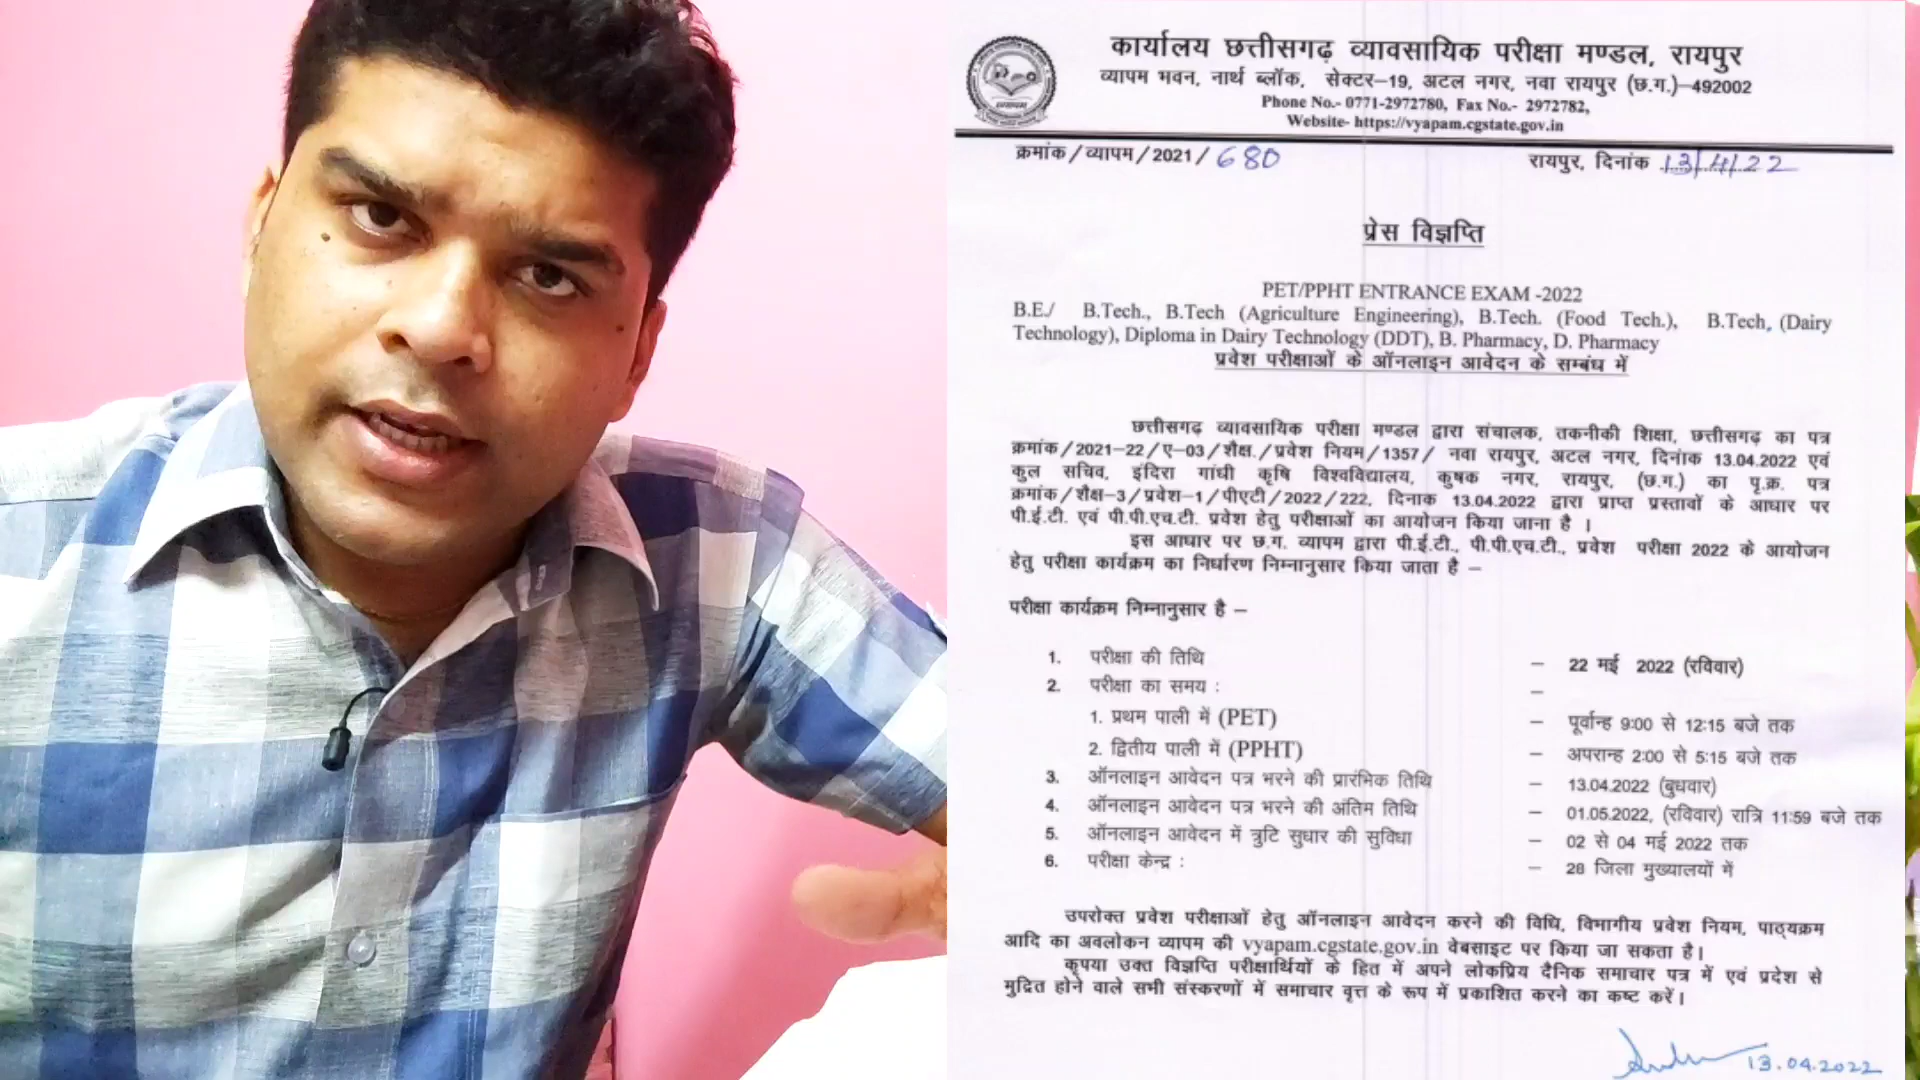 कार्यालय छत्तीसगढ़ व्यावसायिक परीक्षा मण्डल, रायपुर
व्यापम भवन, नार्थ ब्लॉक, सेक्टर–19, अटल नगर, नवा रायपुर (छ.ग.)–492002
Phone No.- 0771-2972780, Fax No.- 2972782,
Website- https://vyapam.cgstate.gov.in
क्रमांक/व्यापम/2021/680 रायपुर, दिनांक 13/4/22
प्रेस विज्ञप्ति
PET/PPHT ENTRANCE EXAM -2022
B.E./ B.Tech., B.Tech (Agriculture Engineering), B.Tech. (Food Tech.), B.Tech, (Dairy
Technology), Diploma in Dairy Technology (DDT), B. Pharmacy, D. Pharmacy
प्रवेश परीक्षाओं के ऑनलाइन आवेदन के सम्बंध में
छत्तीसगढ़ व्यावसायिक परीक्षा मण्डल द्वारा संचालक, तकनीकी शिक्षा, छत्तीसगढ़ का पत्र
क्रमांक/2021–22/ए–03/शैक्ष./प्रवेश नियम/1357/ नवा रायपुर, अटल नगर, दिनांक 13.04.2022 एवं
कुल सचिव, इंदिरा गांधी कृषि विश्वविद्यालय, कृषक नगर, रायपुर, (छ.ग.) का पृ.क्र. पत्र
क्रमांक/शैक्ष–3/प्रवेश–1/पीएटी/2022/222, दिनाक 13.04.2022 द्वारा प्राप्त प्रस्तावों के आधार पर
पी.ई.टी. एवं पी.पी.एच.टी. प्रवेश हेतु परीक्षाओं का आयोजन किया जाना है ।
इस आधार पर छ.ग. व्यापम द्वारा पी.ई.टी., पी.पी.एच.टी., प्रवेश परीक्षा 2022 के आयोजन
हेतु परीक्षा कार्यक्रम का निर्धारण निम्नानुसार किया जाता है –
परीक्षा कार्यक्रम निम्नानुसार है –
1. परीक्षा की तिथि – 22 मई 2022 (रविवार)
2. परीक्षा का समय : –
1. प्रथम पाली में (PET) – पूर्वान्ह 9:00 से 12:15 बजे तक
2. द्वितीय पाली में (PPHT) – अपरान्ह 2:00 से 5:15 बजे तक
3. ऑनलाइन आवेदन पत्र भरने की प्रारंभिक तिथि – 13.04.2022 (बुधवार)
4. ऑनलाइन आवेदन पत्र भरने की अंतिम तिथि – 01.05.2022, (रविवार) रात्रि 11:59 बजे तक
5. ऑनलाइन आवेदन में त्रुटि सुधार की सुविधा – 02 से 04 मई 2022 तक
6. परीक्षा केन्द्र : – 28 जिला मुख्यालयों में
उपरोक्त प्रवेश परीक्षाओं हेतु ऑनलाइन आवेदन करने की विधि, विभागीय प्रवेश नियम, पाठ्यक्रम
आदि का अवलोकन व्यापम की vyapam.cgstate.gov.in वेबसाइट पर किया जा सकता है।
कृपया उक्त विज्ञप्ति परीक्षार्थियों के हित में अपने लोकप्रिय दैनिक समाचार पत्र में एवं प्रदेश से
मुद्रित होने वाले सभी संस्करणों में समाचार वृत्त के रूप में प्रकाशित करने का कष्ट करें।
13.04.2022